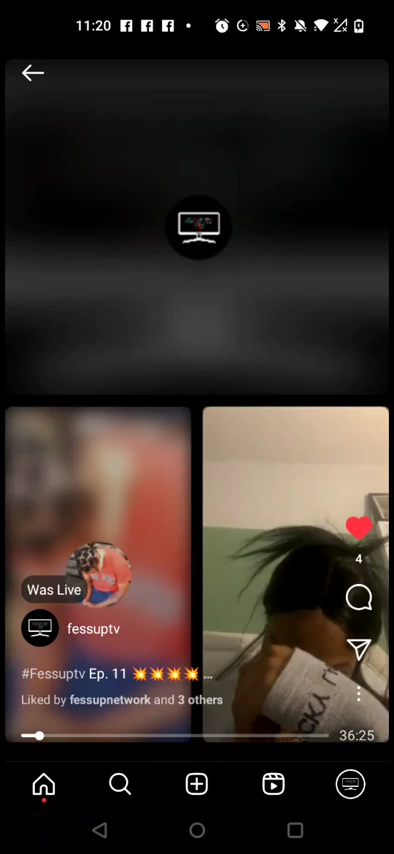 11:20
Was Live
fessuptv
#Fessuptv Ep. 11 💥💥💥💥 ...
Liked by fessupnetwork and 3 others
4
36:25